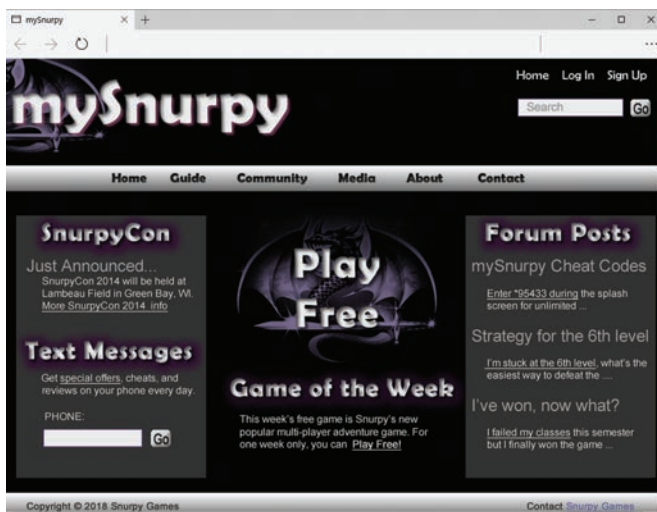 mySnurpy
Home Log In Sign Up
mySnurpy
Search Go
Home Guide Community Media About Contact
SnurpyCon
Just Announced...
SnurpyCon 2014 will be held at
Lambeau Field in Green Bay, WI.
More SnurpyCon 2014 info
Text Messages
Get special offers, cheats, and
reviews on your phone every day.
PHONE:
Go
Play
Free
Game of the Week
This week's free game is Snurpy's new
popular multi-player adventure game. For
one week only, you can Play Free!
Forum Posts
mySnurpy Cheat Codes
Enter *95433 during the splash
screen for unlimited ...
Strategy for the 6th level
I'm stuck at the 6th level, what's the
easiest way to defeat the ....
I've won, now what?
I failed my classes this semester
but I finally won the game ...
Copyright © 2018 Snurpy Games
Contact Snurpy Games